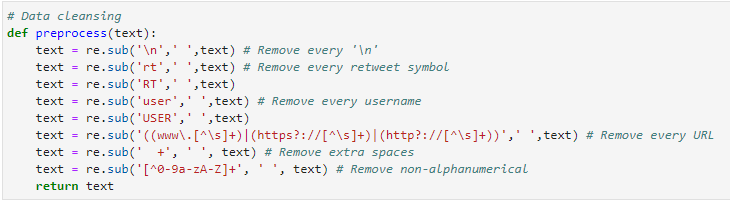 # Data cleansing
def preprocess(text):
    text = re.sub('\n',' ',text) # Remove every '\n'
    text = re.sub('rt',' ',text) # Remove every retweet symbol
    text = re.sub('RT',' ',text)
    text = re.sub('user',' ',text) # Remove every username
    text = re.sub('USER',' ',text)
    text = re.sub('((www\.[^\s]+)|(https?://[^\s]+)|(http?://[^\s]+))',' ',text) # Remove every URL
    text = re.sub('  +', ' ', text) # Remove extra spaces
    text = re.sub('[^0-9a-zA-Z]+', ' ', text) # Remove non-alphanumerical
    return text